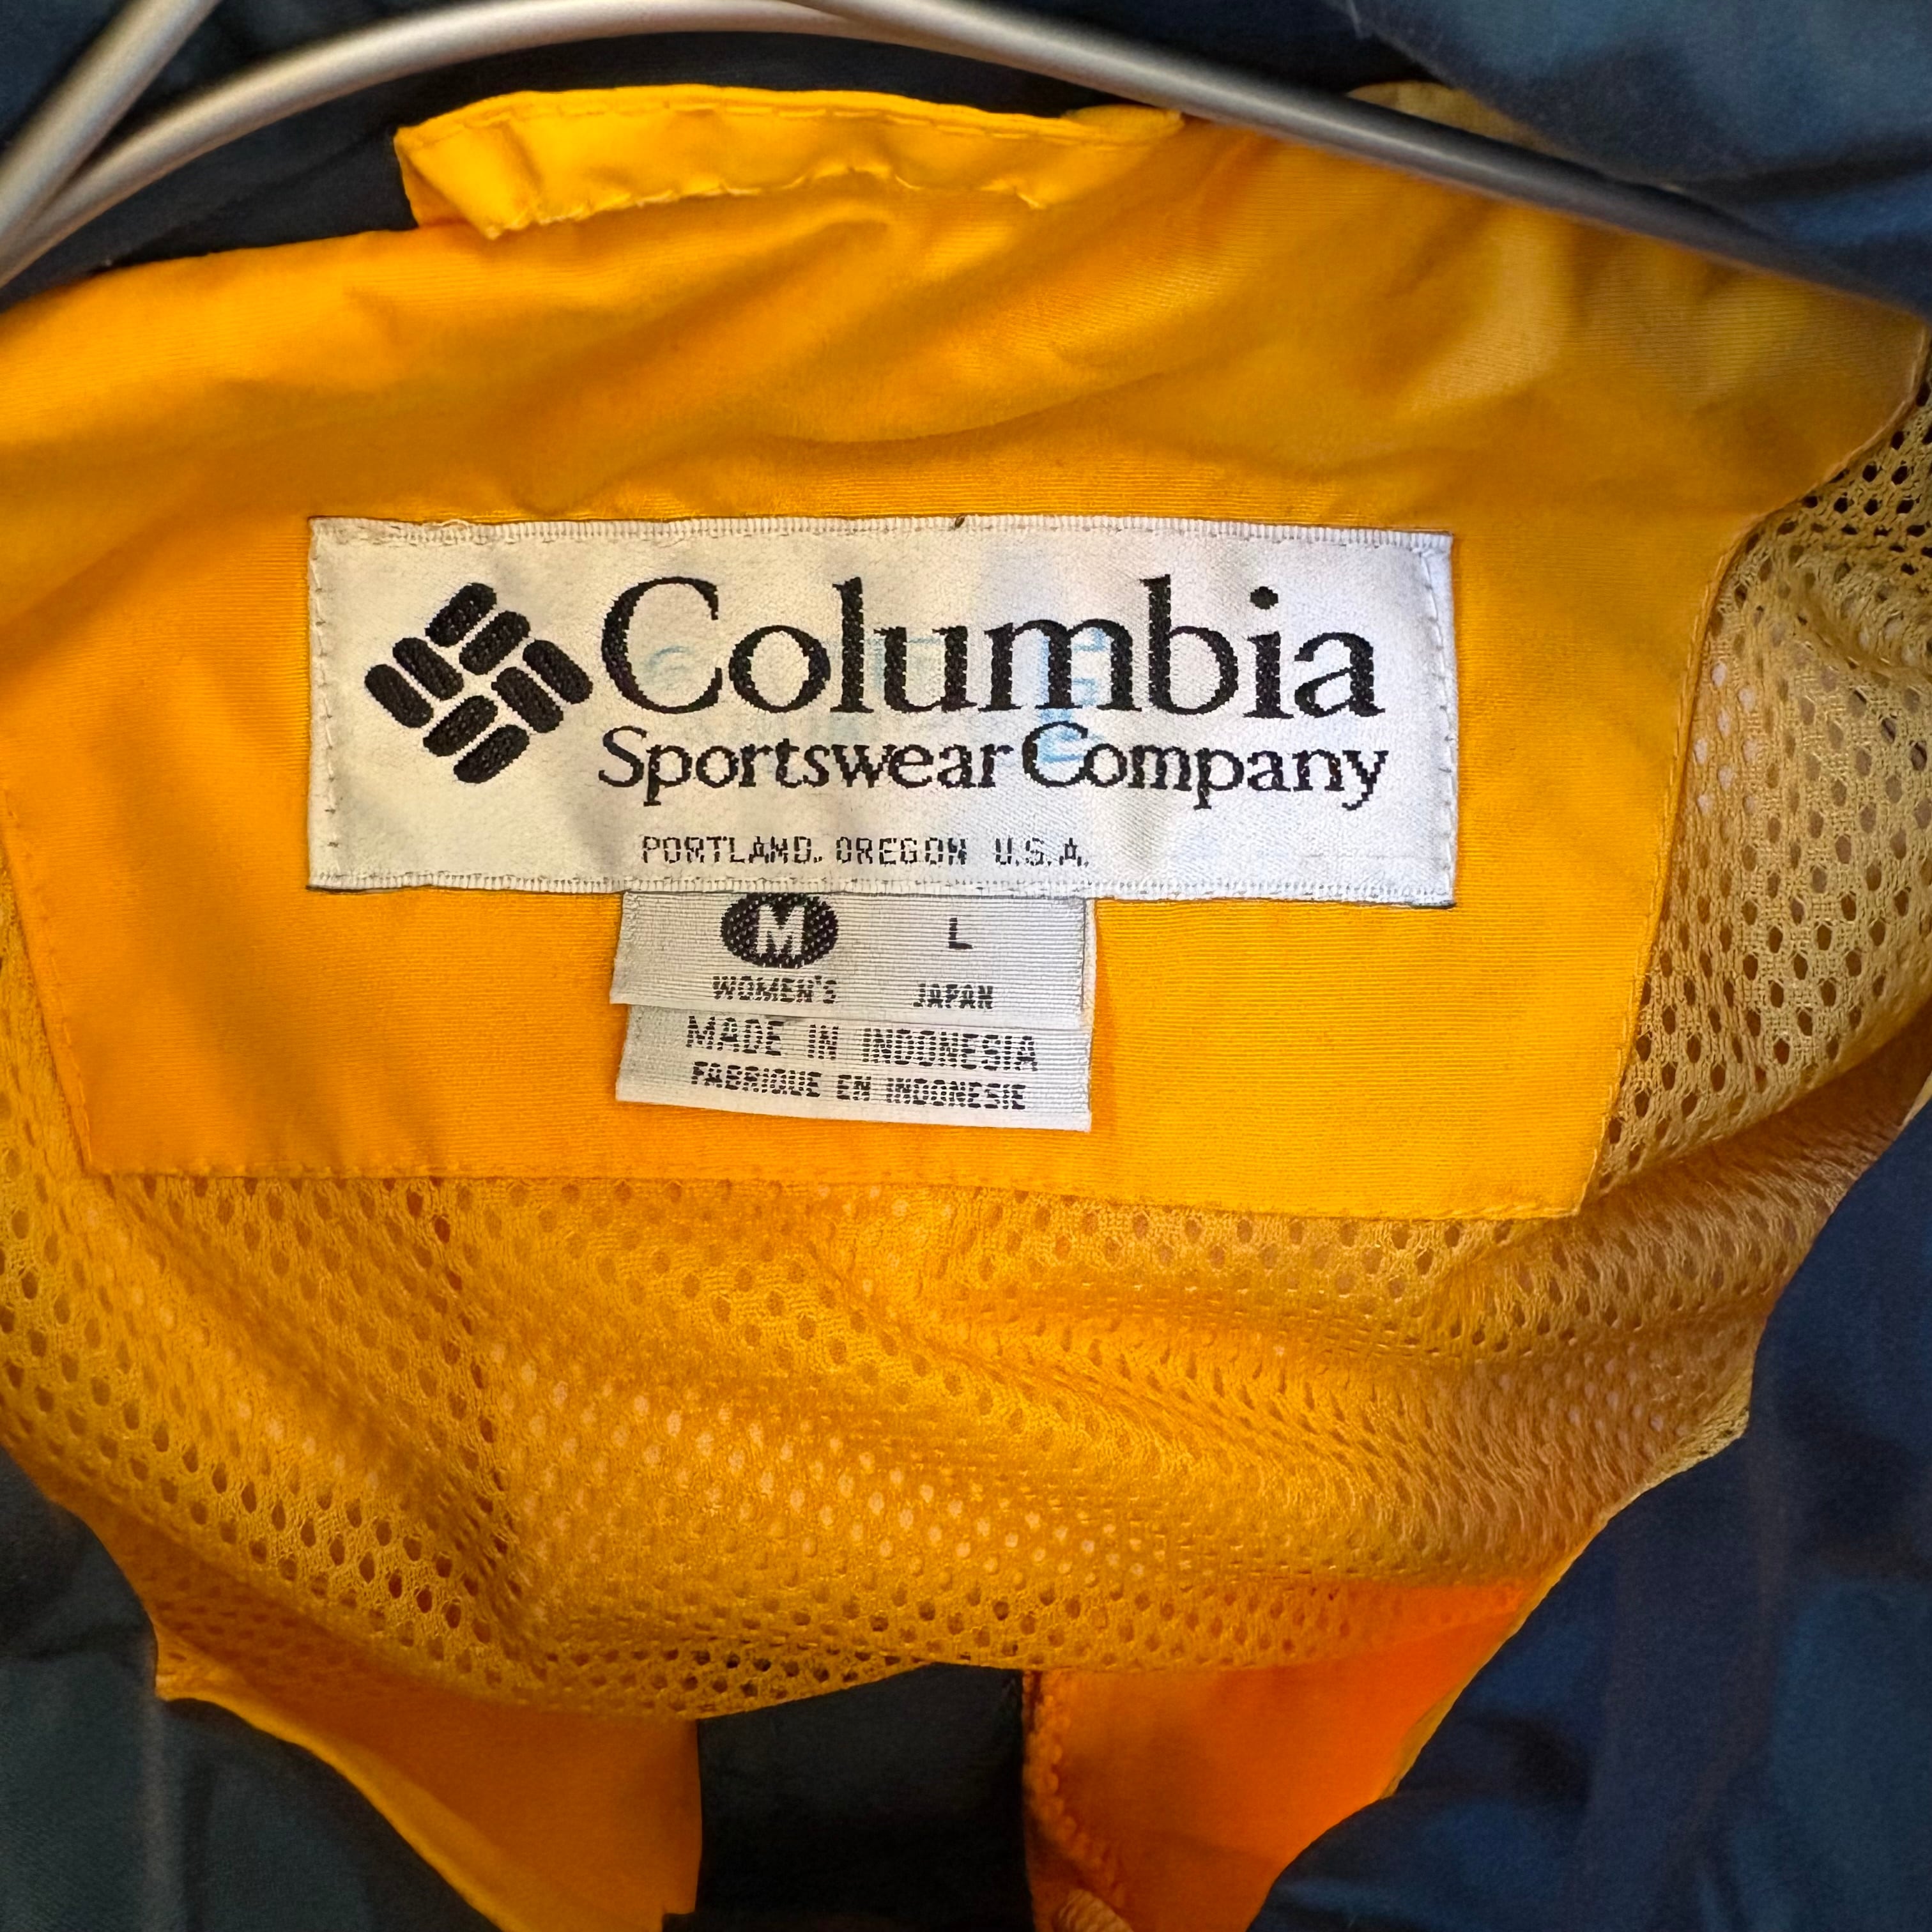 Columbia
Sportswear Company
PORTLAND, OREGON U.S.A.
M L
WOMEN'S JAPAN
MADE IN INDONESIA
FABRIQUE EN INDONESIE